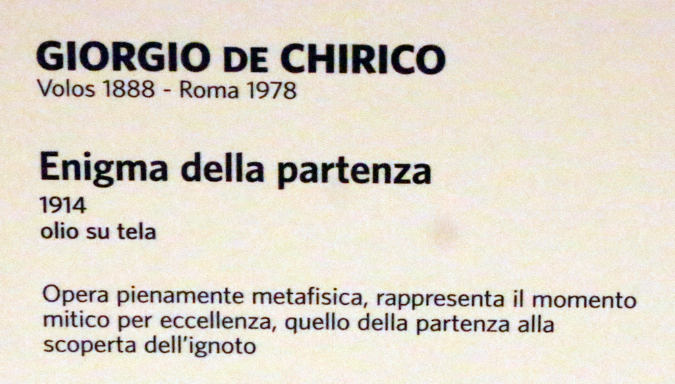 GIORGIO DE CHIRICO
Volos 1888 - Roma 1978
Enigma della partenza
1914
olio su tela
Opera pienamente metafisica, rappresenta il momento
mitico per eccellenza, quello della partenza alla
scoperta dell'ignoto